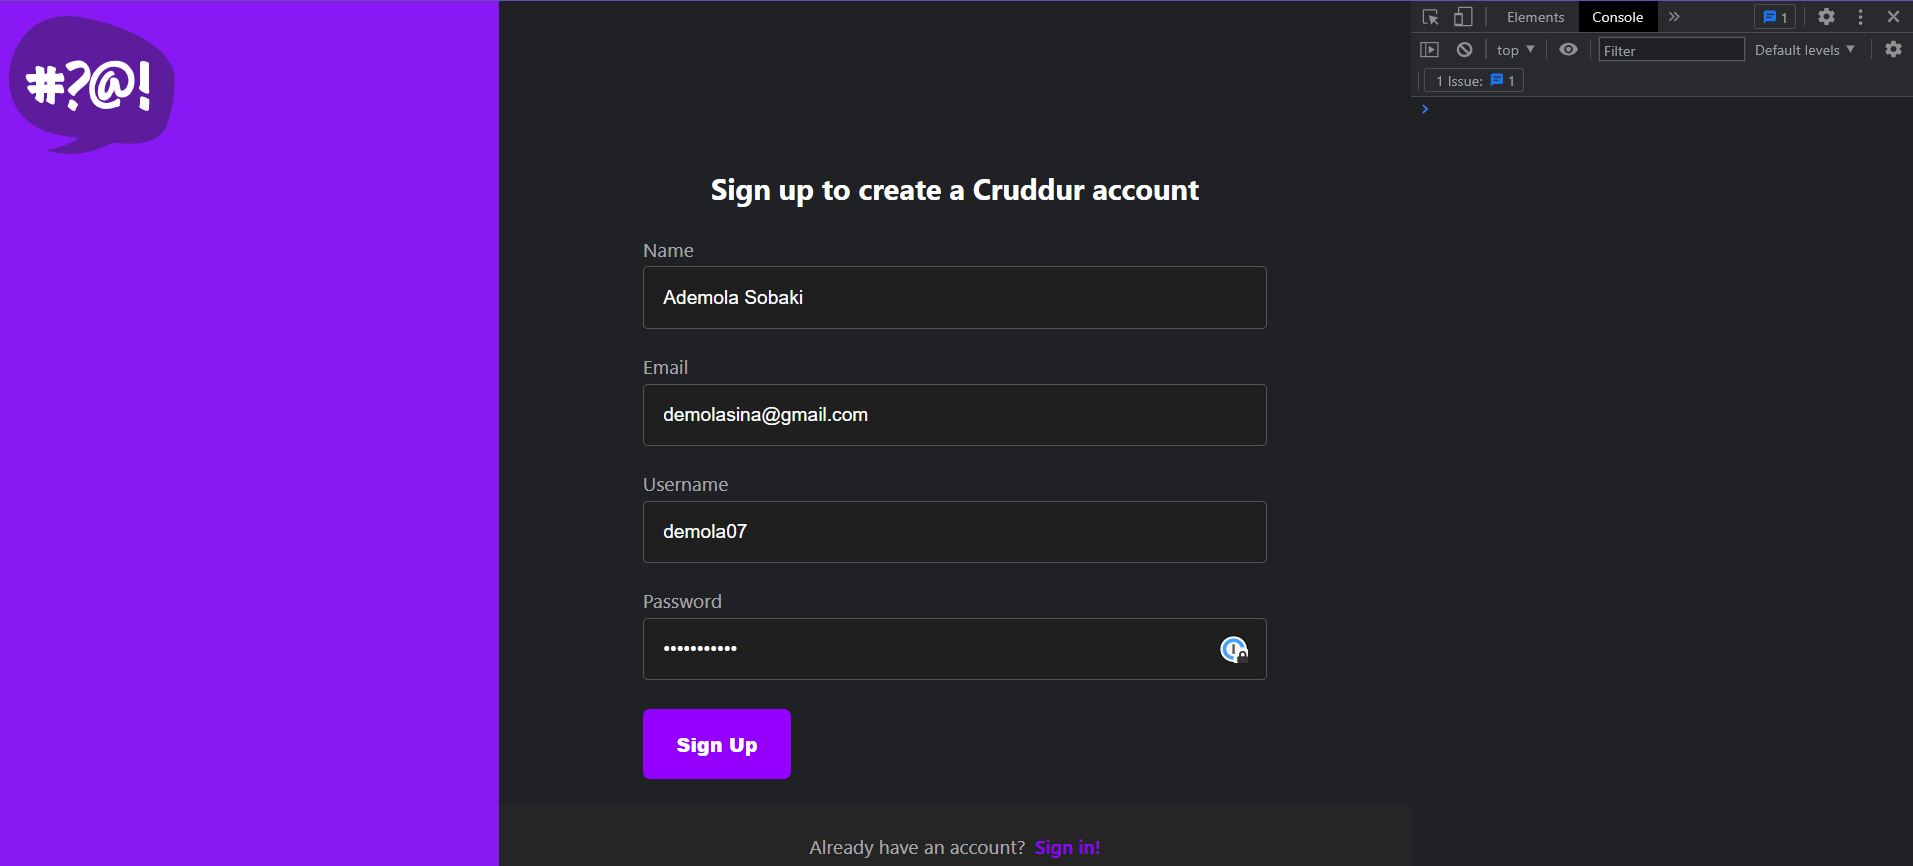 #?@!
Sign up to create a Cruddur account
Name
Ademola Sobaki
Email
demolasina@gmail.com
Username
demola07
Password
•••••••••••
Sign Up
Already have an account? Sign in!
Elements Console » 1
top ▼ Filter Default levels ▼
1 Issue: 1